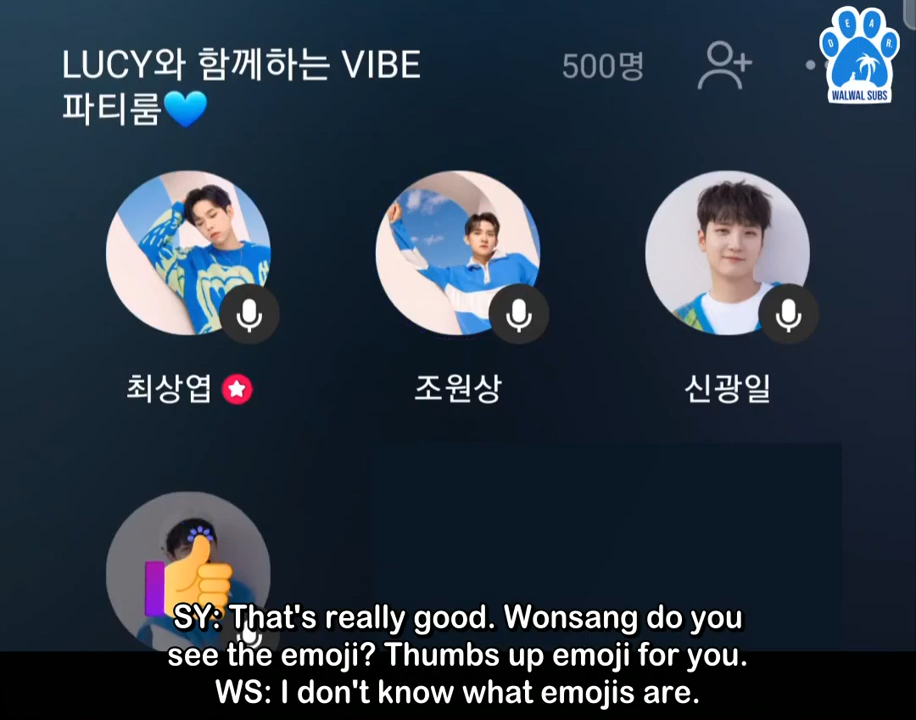 LUCY와 함께하는 VIBE
파티룸💙
500명
DEAR.
WALWAL SUBS
최상엽
조원상
신광일
SY: That's really good. Wonsang do you
see the emoji? Thumbs up emoji for you.
WS: I don't know what emojis are.